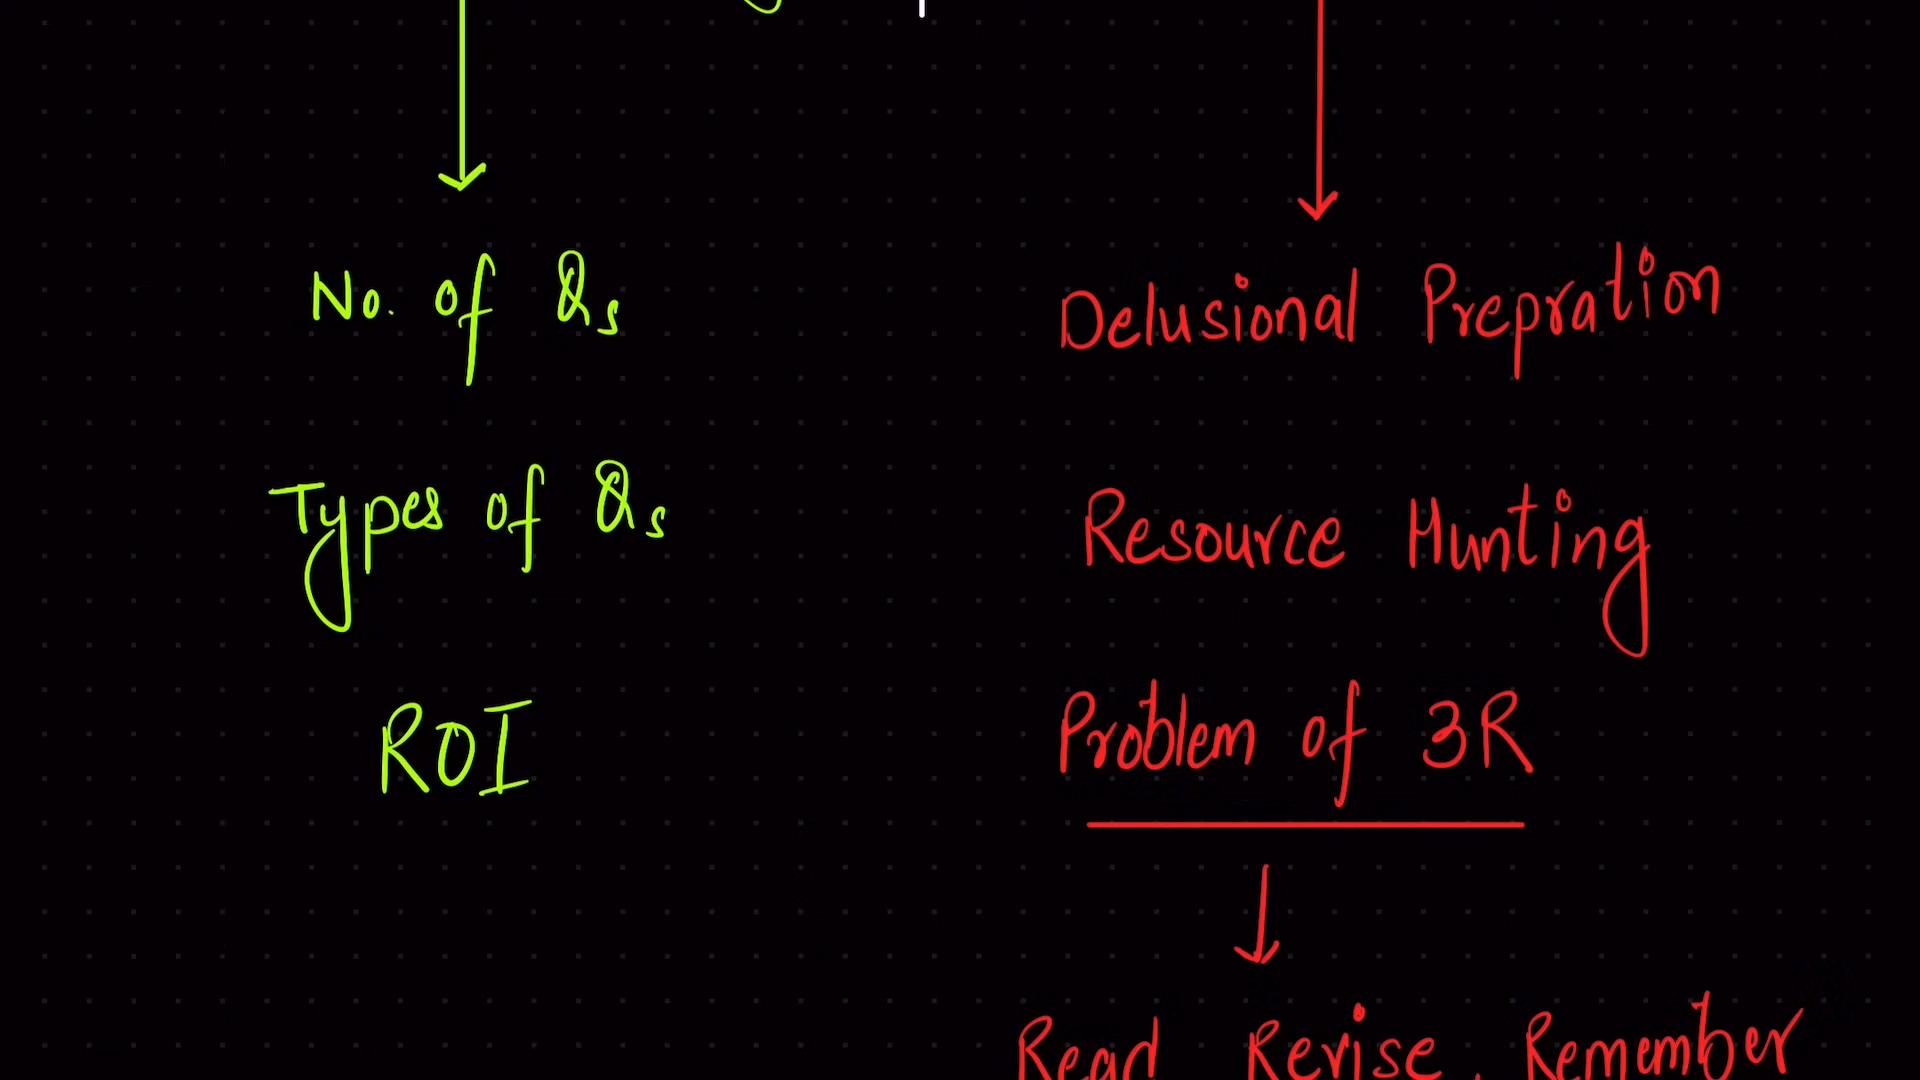 No. of Qs
Types of Qs
ROI
Delusional Prepration
Resource Hunting
Problem of 3R
Read Revise, Remember